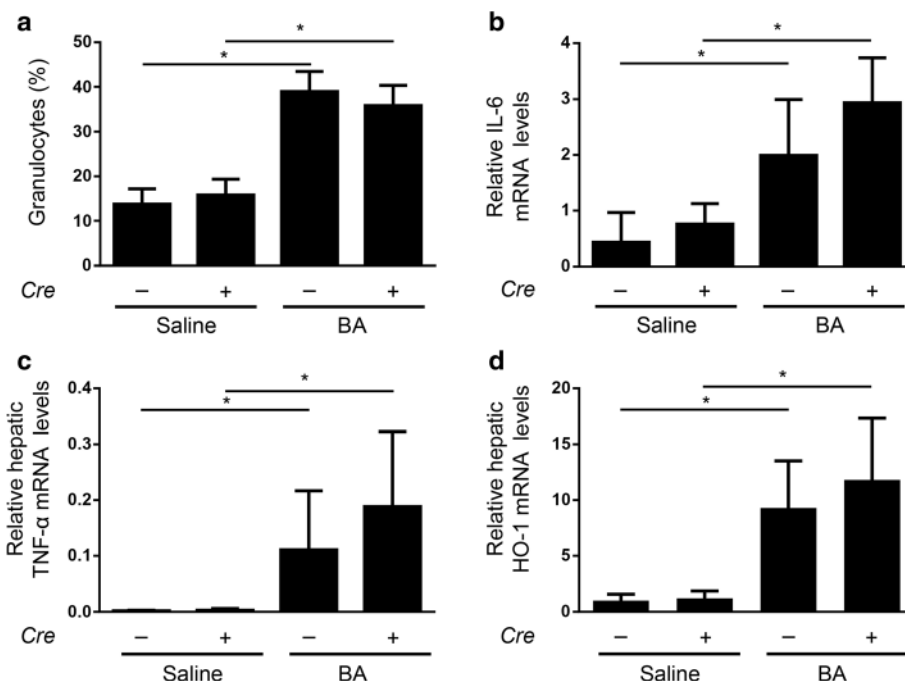 a
*
*
Granulocytes (%)
50
40
30
20
10
0
Cre – + – +
Saline BA
b
*
*
Relative IL-6
mRNA levels
4
3
2
1
0
Cre – + – +
Saline BA
c
*
*
Relative hepatic
TNF-α mRNA levels
0.4
0.3
0.2
0.1
0.0
Cre – + – +
Saline BA
d
*
*
Relative hepatic
HO-1 mRNA levels
20
15
10
5
0
Cre – + – +
Saline BA